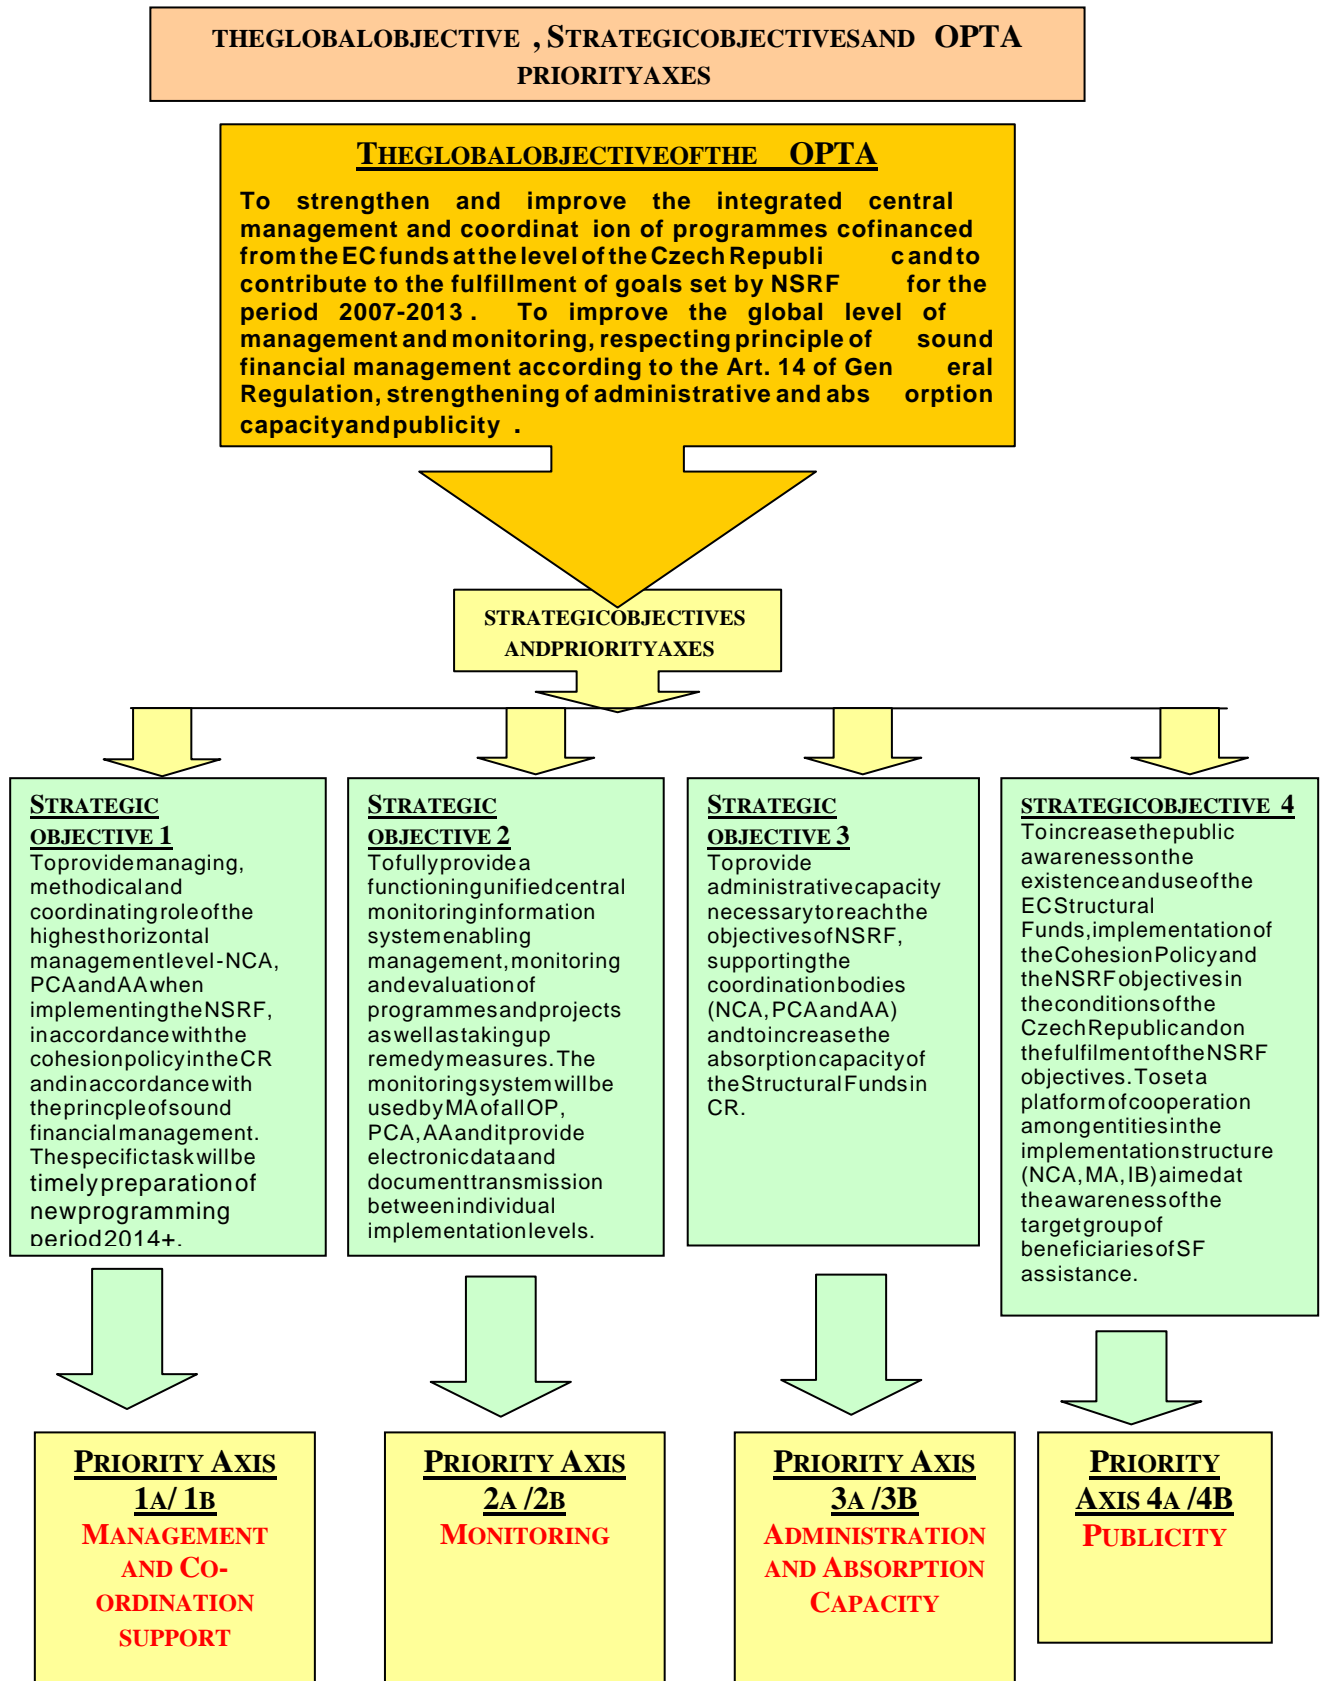 THEGLOBALOBJECTIVE , STRATEGICOBJECTIVESAND OPTA
PRIORITYAXES
THEGLOBALOBJECTIVEOFTHE OPTA
To strengthen and improve the integrated central
management and coordinat ion of programmes cofinanced
from the EC funds at the level of the Czech Republi c and to
contribute to the fulfillment of goals set by NSRF for the
period 2007-2013 . To improve the global level of
management and monitoring, respecting principle of sound
financial management according to the Art. 14 of Gen eral
Regulation, strengthening of administrative and abs orption
capacityandpublicity .
STRATEGICOBJECTIVES
ANDPRIORITYAXES
STRATEGIC
OBJECTIVE 1
Toprovidemanaging,
methodicaland
coordinatingroleofthe
highesthorizontal
managementlevel-NCA,
PCAandAAwhen
implementingtheNSRF,
inaccordancewiththe
cohesionpolicyintheCR
andinaccordancewith
theprincpleofsound
financialmanagement.
Thespecifictaskwillbe
timelypreparationof
newprogramming
period2014+.
STRATEGIC
OBJECTIVE 2
Tofullyprovidea
functioningunifiedcentral
monitoringinformation
systemenabling
management,monitoring
andevaluationof
programmesandprojects
aswellastakingup
remedymeasures.The
monitoringsystemwillbe
usedbyMAofallOP,
PCA,AAanditprovide
electronicdataand
documenttransmission
betweenindividual
implementationlevels.
STRATEGIC
OBJECTIVE 3
Toprovide
administrativecapacity
necessarytoreachthe
objectivesofNSRF,
supportingthe
coordinationbodies
(NCA,PCAandAA)
andtoincreasethe
absorptioncapacityof
theStructuralFundsin
CR.
STRATEGICOBJECTIVE 4
Toincreasethepublic
awarenessonthe
existenceanduseofthe
ECStructural
Funds,implementationof
theCohesionPolicyand
theNSRFobjectivesin
theconditionsofthe
CzechRepublicandon
thefulfilmentoftheNSRF
objectives.Toseta
platformofcooperation
amongentitiesinthe
implementationstructure
(NCA,MA,IB)aimedat
theawarenessofthe
targetgroupof
beneficiariesofSF
assistance.
PRIORITY AXIS
1A/ 1B
MANAGEMENT
AND CO-
ORDINATION
SUPPORT
PRIORITY AXIS
2A /2B
MONITORING
PRIORITY AXIS
3A /3B
ADMINISTRATION
AND ABSORPTION
CAPACITY
PRIORITY
AXIS 4A /4B
PUBLICITY